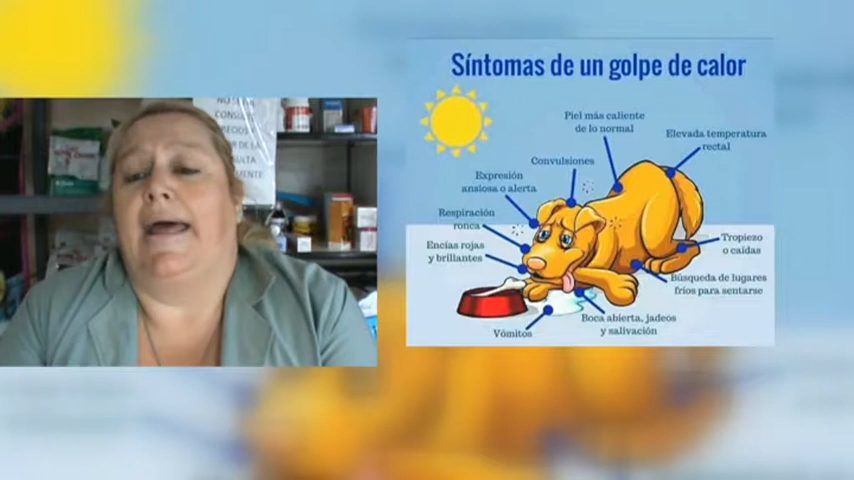 Síntomas de un golpe de calor
Piel más caliente
de lo normal
Elevada temperatura
rectal
Convulsiones
Expresión
ansiosa o alerta
Respiración
ronca
Encías rojas
y brillantes
Tropiezo
o caídas
Búsqueda de lugares
fríos para sentarse
Boca abierta, jadeos
y salivación
Vómitos